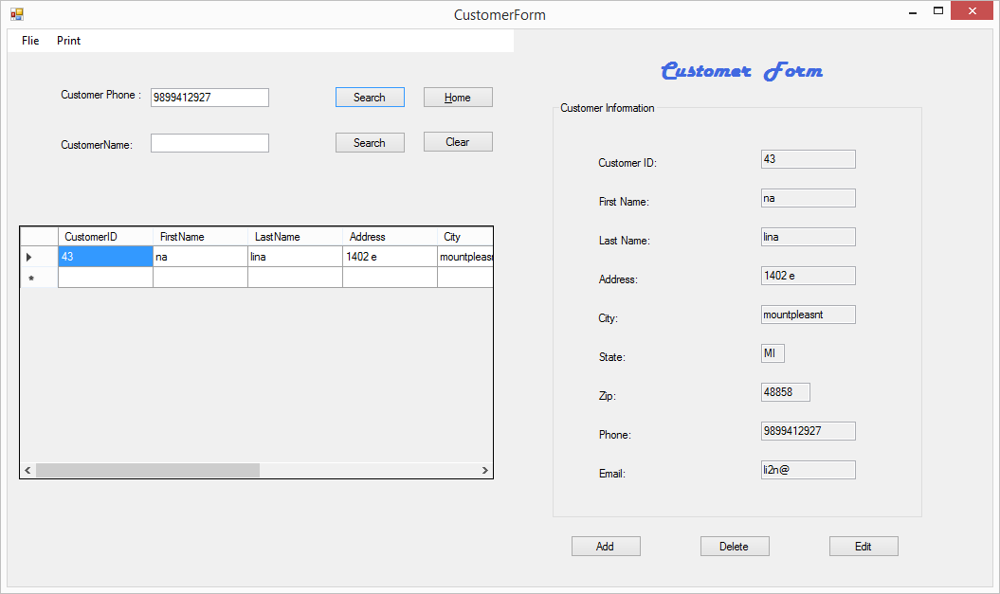 CustomerForm
Flie Print
Customer Form
Customer Phone : 9899412927 Search Home
CustomerName: Search Clear
CustomerID FirstName LastName Address City
43 na lina 1402 e mountpleasn
*
Customer Information
Customer ID: 43
First Name: na
Last Name: lina
Address: 1402 e
City: mountpleasnt
State: MI
Zip: 48858
Phone: 9899412927
Email: li2n@
Add Delete Edit